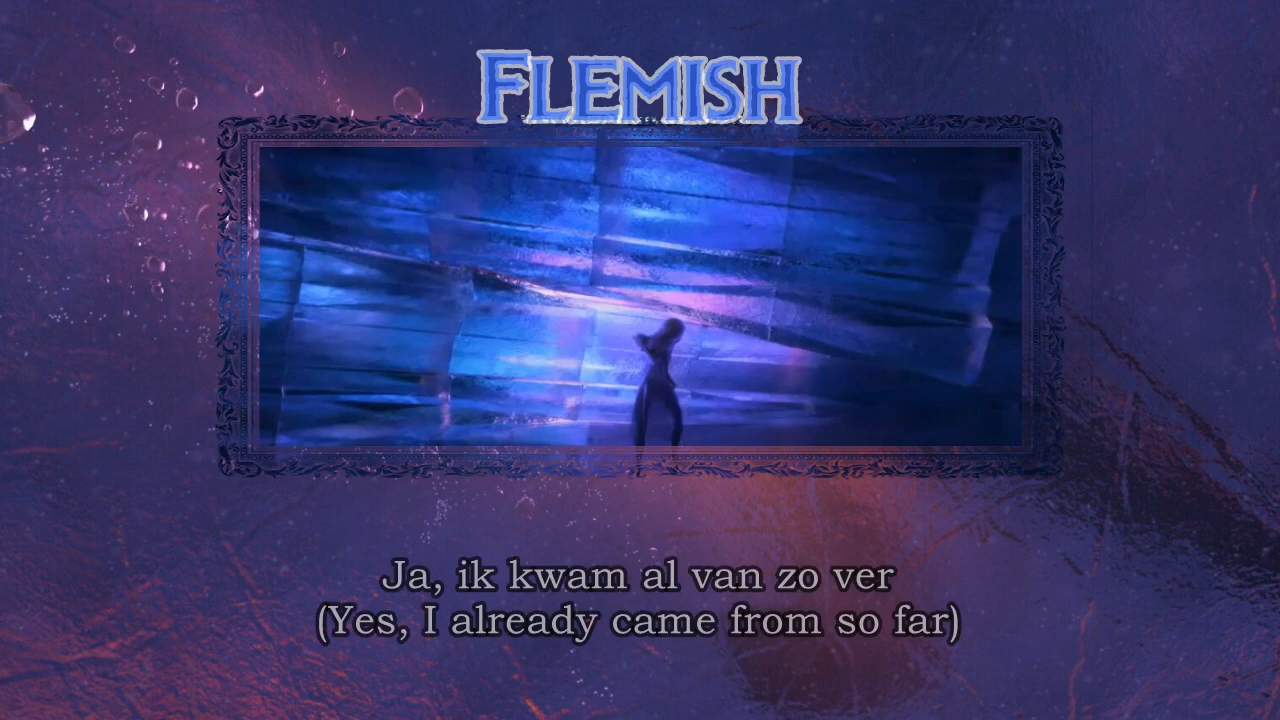 FLEMISH
Ja, ik kwam al van zo ver
(Yes, I already came from so far)